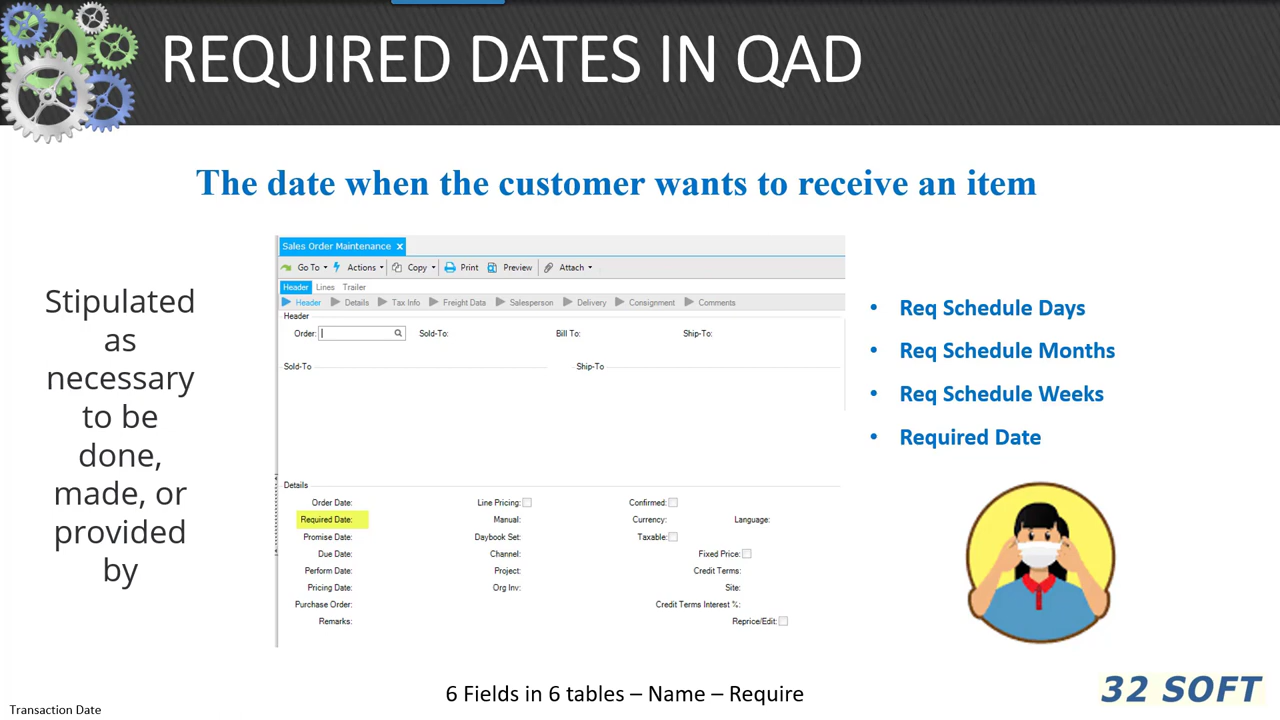 REQUIRED DATES IN QAD
The date when the customer wants to receive an item
Stipulated
as
necessary
to be
done,
made, or
provided
by
Sales Order Maintenance x
Go To Actions Copy Print Preview Attach
Header Lines Trailer
Header Details Tax Info Freight Data Salesperson Delivery Consignment Comments
Header
Order: Sold-To: Bill To: Ship-To:
Sold-To Ship-To
Details
Order Date: Line Pricing: Confirmed:
Required Date: Manual: Currency: Language:
Promise Date: Daybook Set: Taxable:
Due Date: Channel: Fixed Price:
Perform Date: Project: Credit Terms:
Pricing Date: Org Inv: Site:
Purchase Order: Credit Terms Interest %:
Remarks: Reprice/Edit:
• Req Schedule Days
• Req Schedule Months
• Req Schedule Weeks
• Required Date
6 Fields in 6 tables – Name – Require
32 SOFT
Transaction Date